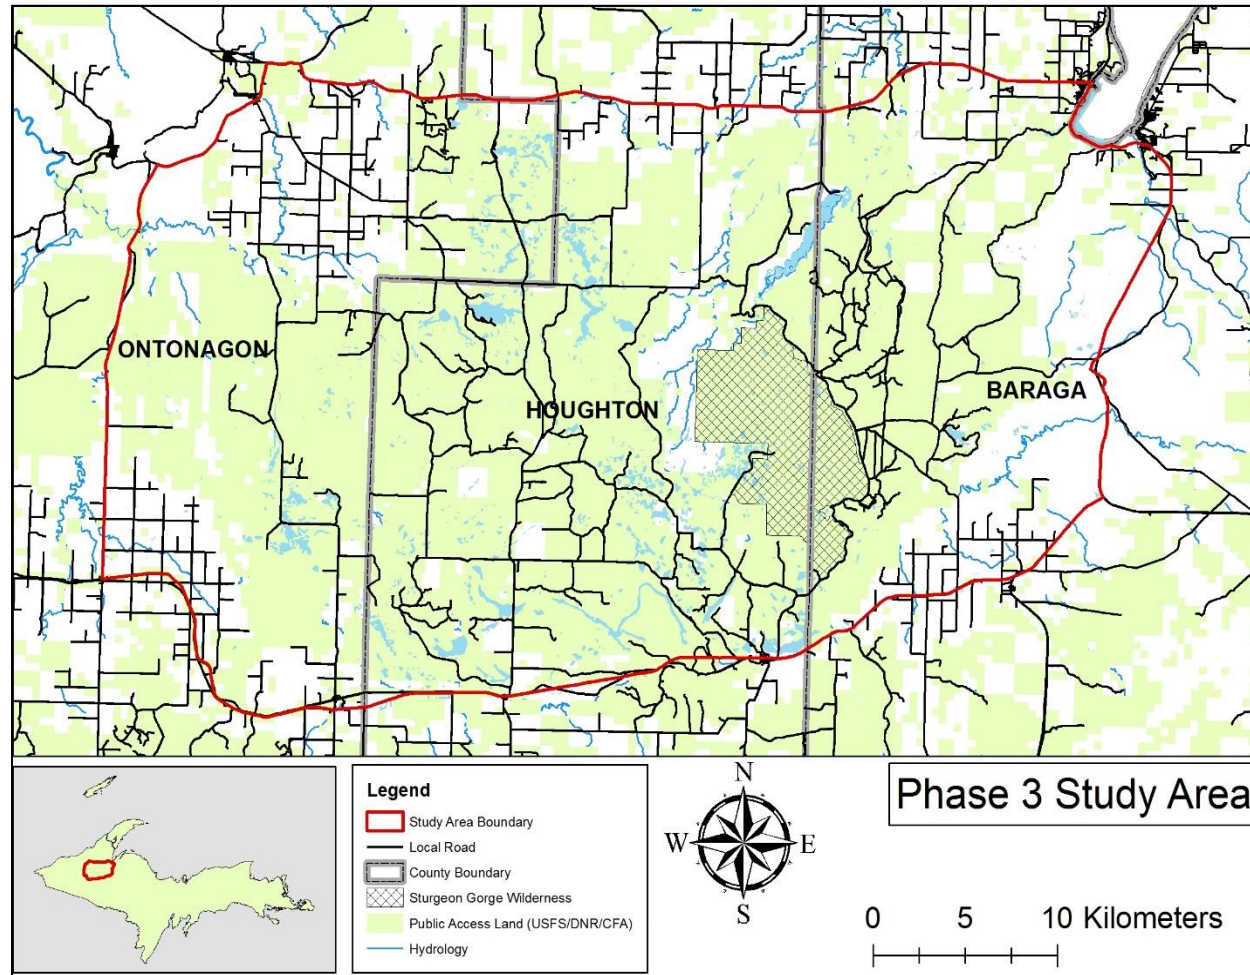 ONTONAGON
HOUGHTON
BARAGA
Legend
Study Area Boundary
Local Road
County Boundary
Sturgeon Gorge Wilderness
Public Access Land (USFS/DNR/CFA)
Hydrology
N
W E
S
Phase 3 Study Area
0 5 10 Kilometers